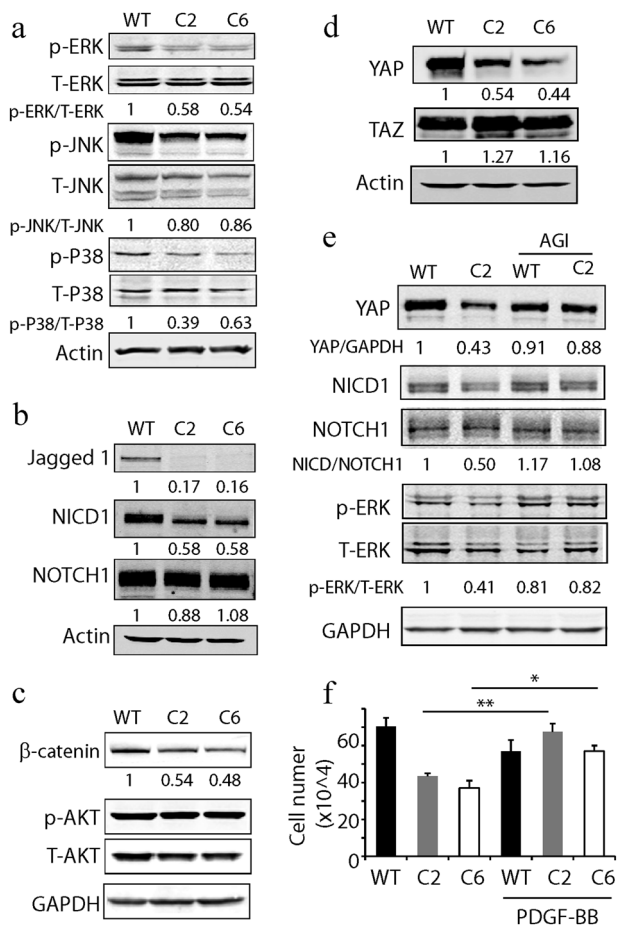 a
WT C2 C6
p-ERK
T-ERK
p-ERK/T-ERK 1 0.58 0.54
p-JNK
T-JNK
p-JNK/T-JNK 1 0.80 0.86
p-P38
T-P38
p-P38/T-P38 1 0.39 0.63
Actin
b
WT C2 C6
Jagged 1
1 0.17 0.16
NICD1
1 0.58 0.58
NOTCH1
1 0.88 1.08
Actin
c
WT C2 C6
β-catenin
1 0.54 0.48
p-AKT
T-AKT
GAPDH
d
WT C2 C6
YAP
1 0.54 0.44
TAZ
1 1.27 1.16
Actin
e
AGI
WT C2 WT C2
YAP
YAP/GAPDH 1 0.43 0.91 0.88
NICD1
NOTCH1
NICD/NOTCH1 1 0.50 1.17 1.08
p-ERK
T-ERK
p-ERK/T-ERK 1 0.41 0.81 0.82
GAPDH
f
*
**
Cell numer
(x10^4)
60
40
20
0
WT C2 C6 WT C2 C6
PDGF-BB